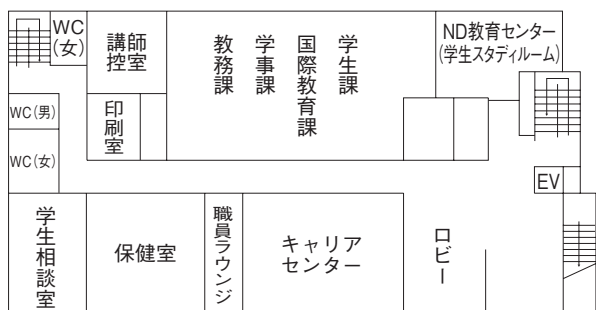 WC
(女)
講師
控室
教務課
学事課
国際教育課
学生課
ND教育センター
(学生スタディルーム)
WC(男)
印刷室
WC(女)
EV
学生相談室
保健室
職員ラウンジ
キャリア
センター
ロビー